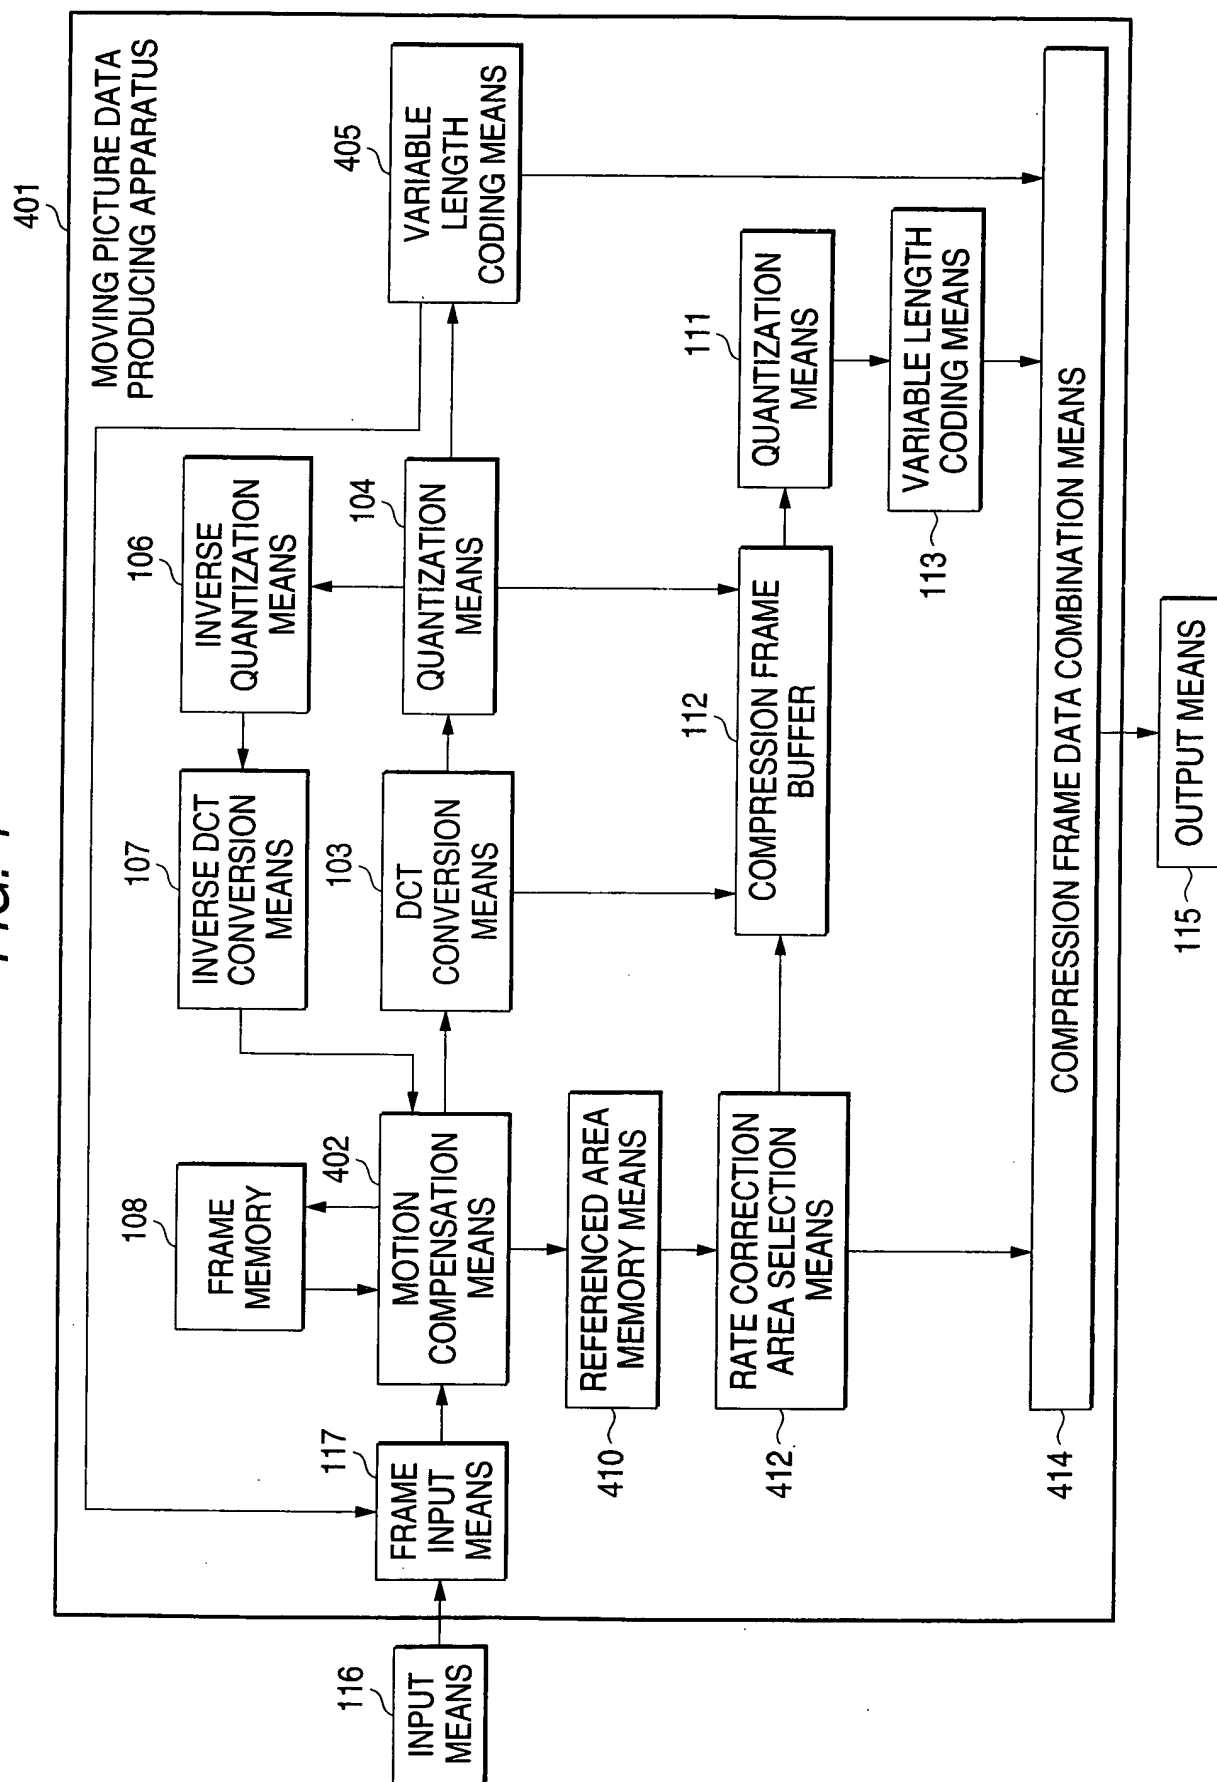 401
MOVING PICTURE DATA
PRODUCING APPARATUS
106
INVERSE
QUANTIZATION
MEANS
107
INVERSE DCT
CONVERSION
MEANS
108
FRAME
MEMORY
116
INPUT
MEANS
117
FRAME
INPUT
MEANS
402
MOTION
COMPENSATION
MEANS
103
DCT
CONVERSION
MEANS
104
QUANTIZATION
MEANS
405
VARIABLE
LENGTH
CODING MEANS
410
REFERENCED AREA
MEMORY MEANS
412
RATE CORRECTION
AREA SELECTION
MEANS
112
COMPRESSION FRAME
BUFFER
111
QUANTIZATION
MEANS
113
VARIABLE LENGTH
CODING MEANS
414
COMPRESSION FRAME DATA COMBINATION MEANS
115
OUTPUT MEANS